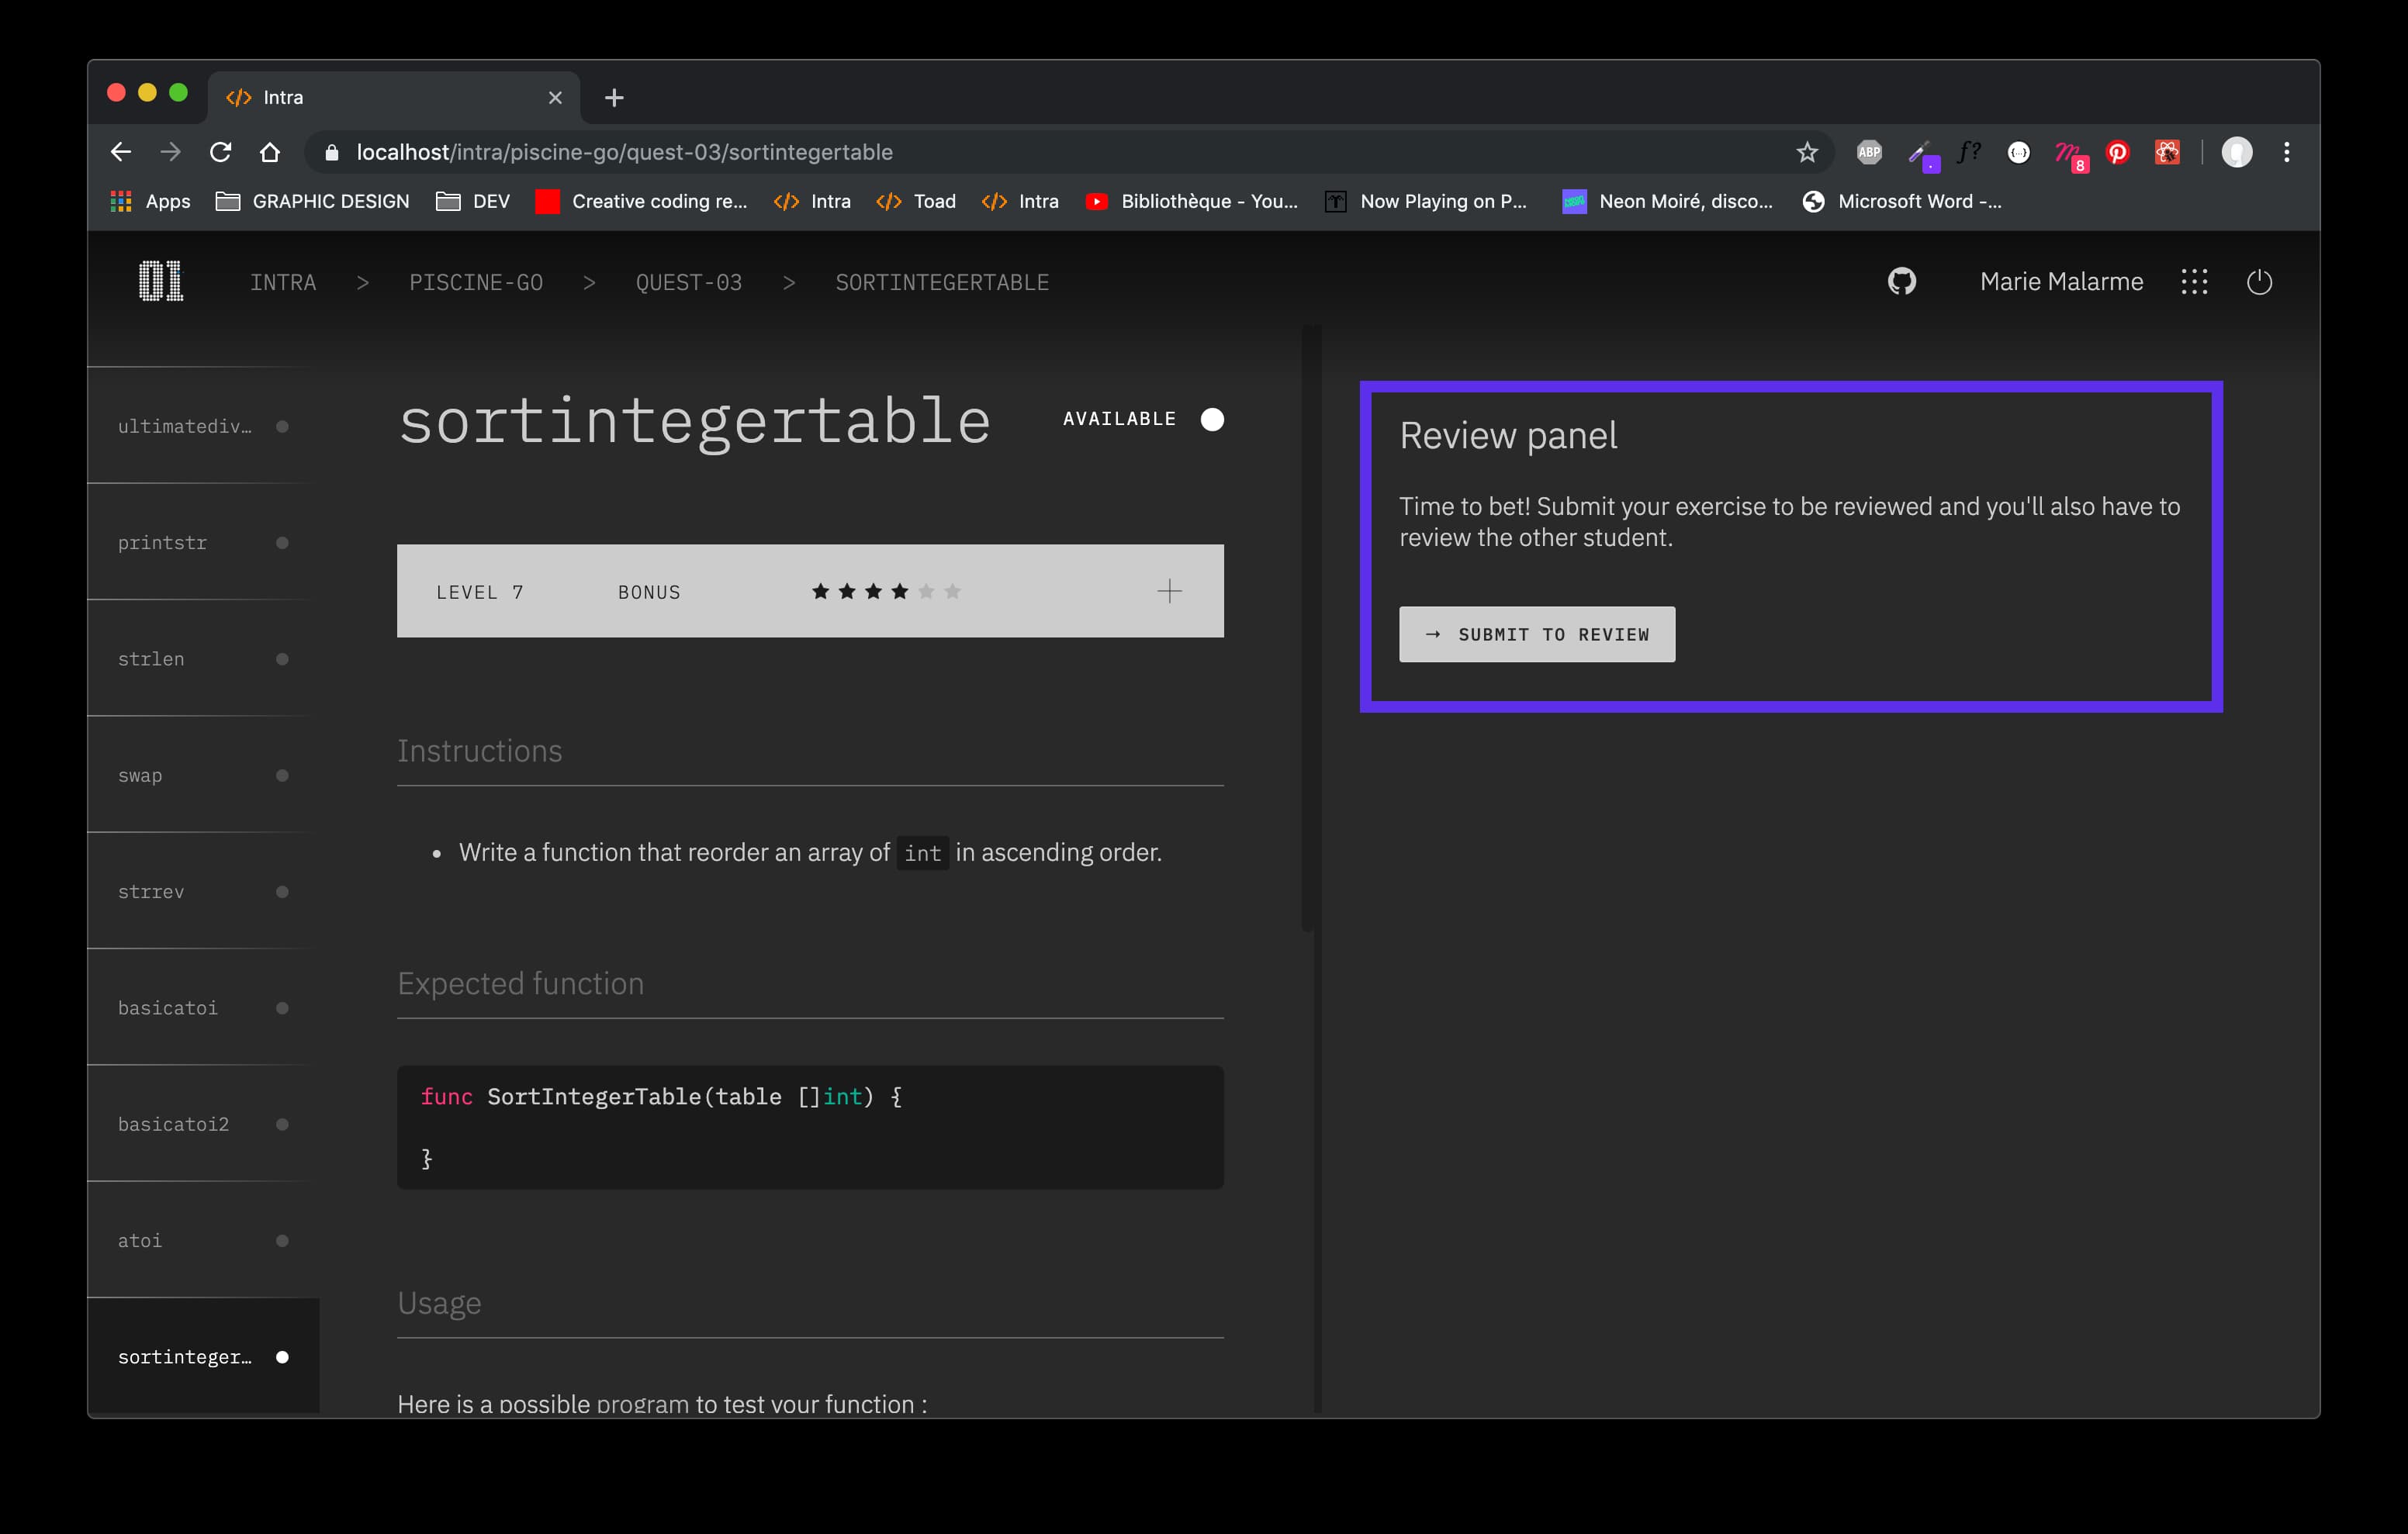 Intra
localhost/intra/piscine-go/quest-03/sortintegertable
ABP
f?
{...}
8
Apps
GRAPHIC DESIGN
DEV
Creative coding re...
Intra
Toad
Intra
Bibliothèque - You...
Now Playing on P...
Neon Moiré, disco...
Microsoft Word -...
01
INTRA > PISCINE-GO > QUEST-03 > SORTINTEGERTABLE
Marie Malarme
ultimatediv…
printstr
strlen
swap
strrev
basicatoi
basicatoi2
atoi
sortinteger…
sortintegertable
AVAILABLE
LEVEL 7 BONUS
Instructions
• Write a function that reorder an array of int in ascending order.
Expected function
func SortIntegerTable(table []int) {
}
Usage
Here is a possible program to test your function :
Review panel
Time to bet! Submit your exercise to be reviewed and you'll also have to
review the other student.
→ SUBMIT TO REVIEW